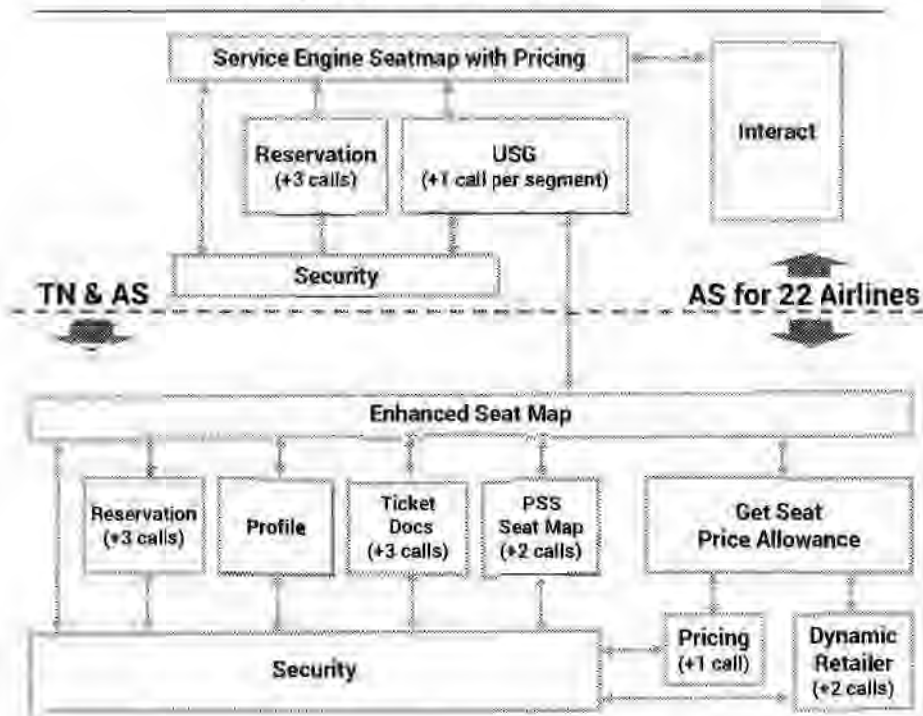 Service Engine Seatmap with Pricing
Interact
Reservation
(+3 calls)
USG
(+1 call per segment)
Security
TN & AS
AS for 22 Airlines
Enhanced Seat Map
Reservation
(+3 calls)
Profile
Ticket
Docs
(+3 calls)
PSS
Seat Map
(+2 calls)
Get Seat
Price Allowance
Security
Pricing
(+1 call)
Dynamic
Retailer
(+2 calls)